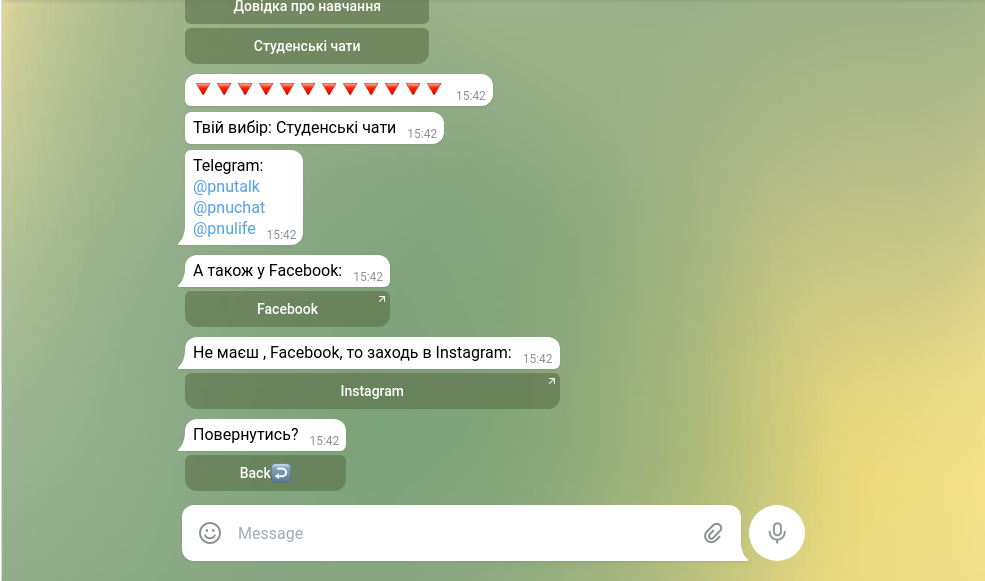 Довідка про навчання
Студенські чати
🔻🔻🔻🔻🔻🔻🔻🔻🔻🔻🔻🔻 15:42
Твій вибір: Студенські чати 15:42
Telegram:
@pnutalk
@pnuchat
@pnulife 15:42
А також у Facebook: 15:42
Facebook
Не маєш , Facebook, то заходь в Instagram: 15:42
Instagram
Повернутись? 15:42
Back↩️
Message